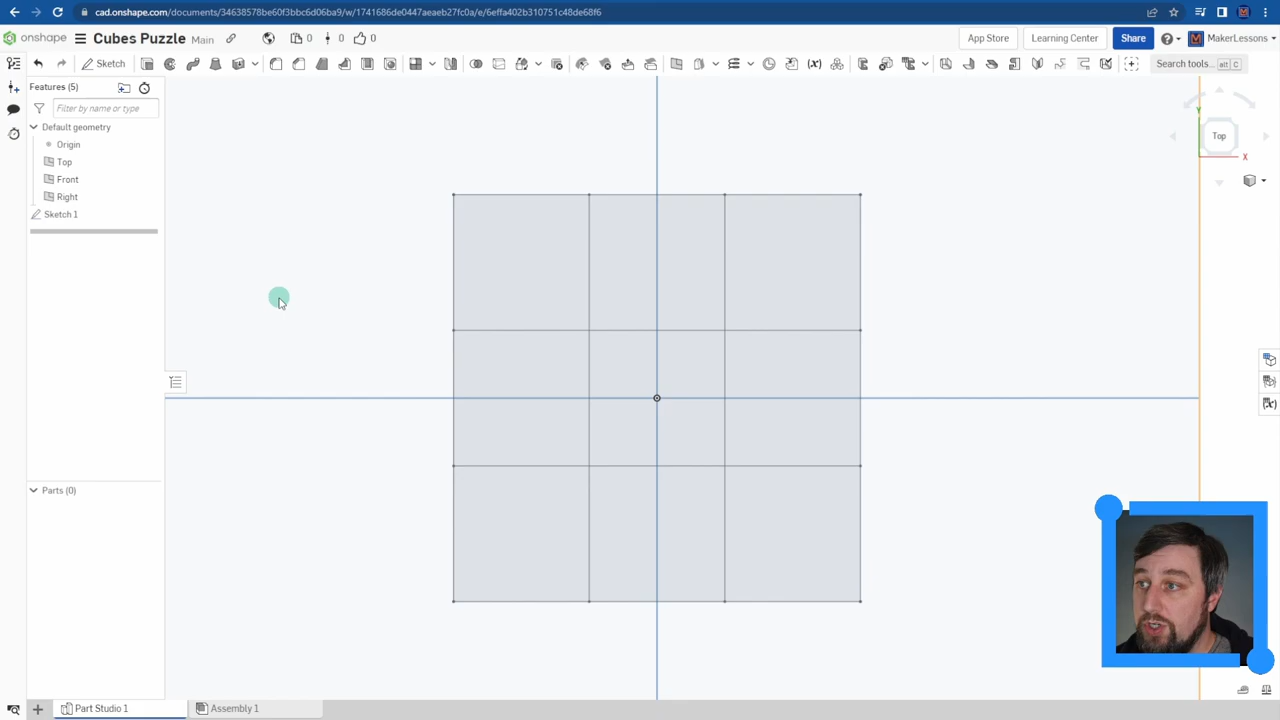 cad.onshape.com/documents/34638578be60f3bbc6d06ba9/w/1741686de0447aeaeb27fc0a/e/6effa402b310751c48de68f6
onshape Cubes Puzzle Main 0 0 0 App Store Learning Center Share MakerLessons
Sketch Search tools... alt C
Features (5)
Filter by name or type
Default geometry
Origin
Top
Front
Right
Sketch 1
Y
Top
X
Parts (0)
Part Studio 1 Assembly 1